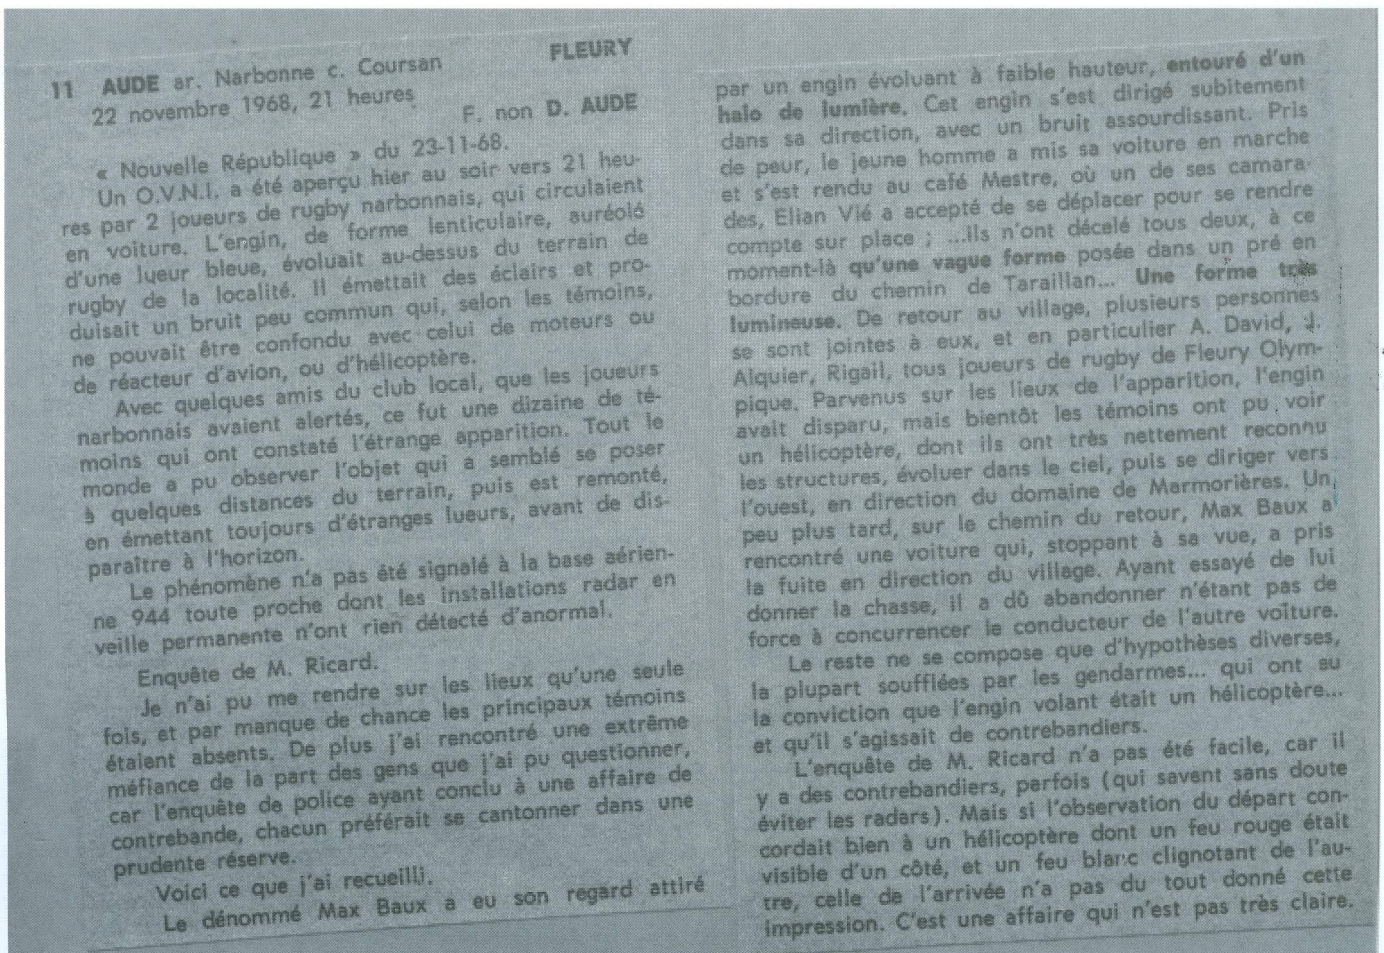 FLEURY
11 AUDE ar. Narbonne c. Coursan
22 novembre 1968, 21 heures
F. non D. AUDE
« Nouvelle République » du 23-11-68.
Un O.V.N.I. a été aperçu hier au soir vers 21 heu-
res par 2 joueurs de rugby narbonnais, qui circulaient
en voiture. L'engin, de forme lenticulaire, auréolé
d'une lueur bleue, évoluait au-dessus du terrain de
rugby de la localité. Il émettait des éclairs et pro-
duisait un bruit peu commun qui, selon les témoins,
ne pouvait être confondu avec celui de moteurs ou
de réacteur d'avion, ou d'hélicoptère.
Avec quelques amis du club local, que les joueurs
narbonnais avaient alertés, ce fut une dizaine de té-
moins qui ont constaté l'étrange apparition. Tout le
monde a pu observer l'objet qui a semblé se poser
à quelques distances du terrain, puis est remonté,
en émettant toujours d'étranges lueurs, avant de dis-
paraître à l'horizon.
Le phénomène n'a pas été signalé à la base aérien-
ne 944 toute proche dont les installations radar en
veille permanente n'ont rien détecté d'anormal.
Enquête de M. Ricard.
Je n'ai pu me rendre sur les lieux qu'une seule
fois, et par manque de chance les principaux témoins
étaient absents. De plus j'ai rencontré une extrême
méfiance de la part des gens que j'ai pu questionner,
car l'enquête de police ayant conclu à une affaire de
contrebande, chacun préférait se cantonner dans une
prudente réserve.
Voici ce que j'ai recueilli.
Le dénommé Max Baux a eu son regard attiré
par un engin évoluant à faible hauteur, entouré d'un
halo de lumière. Cet engin s'est dirigé subitement
dans sa direction, avec un bruit assourdissant. Pris
de peur, le jeune homme a mis sa voiture en marche
et s'est rendu au café Mestre, où un de ses camara-
des, Elian Vié a accepté de se déplacer pour se rendre
compte sur place ; ...ils n'ont décelé tous deux, à ce
moment-là qu'une vague forme posée dans un pré en
bordure du chemin de Taraillan... Une forme très
lumineuse. De retour au village, plusieurs personnes
se sont jointes à eux, et en particulier A. David, J.
Alquier, Rigail, tous joueurs de rugby de Fleury Olym-
pique. Parvenus sur les lieux de l'apparition, l'engin
avait disparu, mais bientôt les témoins ont pu voir
un hélicoptère, dont ils ont très nettement reconnu
les structures, évoluer dans le ciel, puis se diriger vers
l'ouest, en direction du domaine de Marmorières. Un
peu plus tard, sur le chemin du retour, Max Baux a
rencontré une voiture qui, stoppant à sa vue, a pris
la fuite en direction du village. Ayant essayé de lui
donner la chasse, il a dû abandonner n'étant pas de
force à concurrencer le conducteur de l'autre voiture.
Le reste ne se compose que d'hypothèses diverses,
la plupart soufflées par les gendarmes... qui ont eu
la conviction que l'engin volant était un hélicoptère...
et qu'il s'agissait de contrebandiers.
L'enquête de M. Ricard n'a pas été facile, car il
y a des contrebandiers, parfois (qui savent sans doute
éviter les radars). Mais si l'observation du départ con-
cordait bien à un hélicoptère dont un feu rouge était
visible d'un côté, et un feu blanc clignotant de l'au-
tre, celle de l'arrivée n'a pas du tout donné cette
impression. C'est une affaire qui n'est pas très claire.